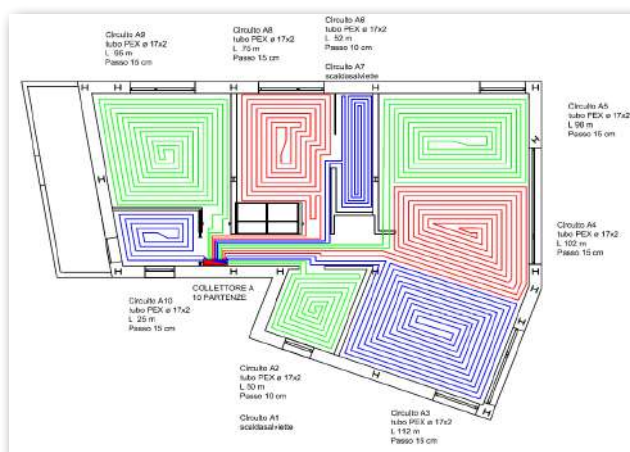 Circuito A9
tubo PEX ø 17x2
L 95 m
Passo 15 cm
Circuito A8
tubo PEX ø 17x2
L 75 m
Passo 15 cm
Circuito A6
tubo PEX ø 17x2
L 52 m
Passo 10 cm
Circuito A7
scaldasalviette
Circuito A5
tubo PEX ø 17x2
L 98 m
Passo 15 cm
Circuito A4
tubo PEX ø 17x2
L 102 m
Passo 15 cm
COLLETTORE A
10 PARTENZE
Circuito A10
tubo PEX ø 17x2
L 25 m
Passo 15 cm
Circuito A2
tubo PEX ø 17x2
L 50 m
Passo 10 cm
Circuito A1
scaldasalviette
Circuito A3
tubo PEX ø 17x2
L 112 m
Passo 15 cm